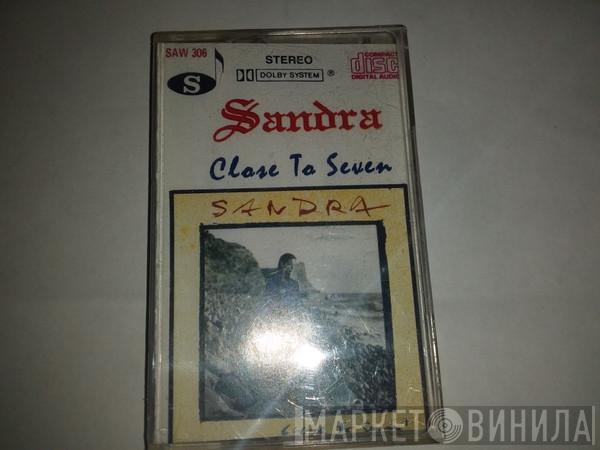 SAW 306
S
STEREO
DOLBY SYSTEM ®
COMPACT
disc
DIGITAL AUDIO
Sandra
Close To Seven
SANDRA
МАРКЕТ ВИНИЛА